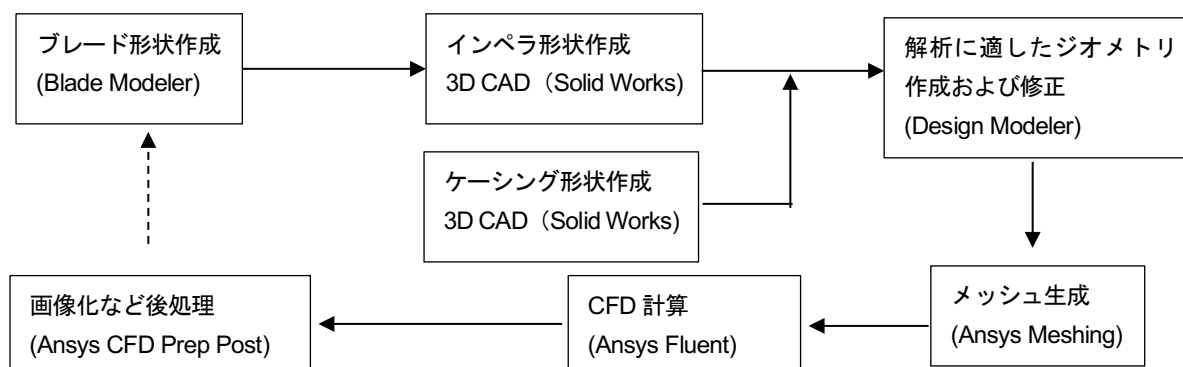 ブレード形状作成
(Blade Modeler)
インペラ形状作成
3D CAD（Solid Works)
解析に適したジオメトリ
作成および修正
(Design Modeler)
ケーシング形状作成
3D CAD（Solid Works)
メッシュ生成
(Ansys Meshing)
CFD 計算
(Ansys Fluent)
画像化など後処理
(Ansys CFD Prep Post)